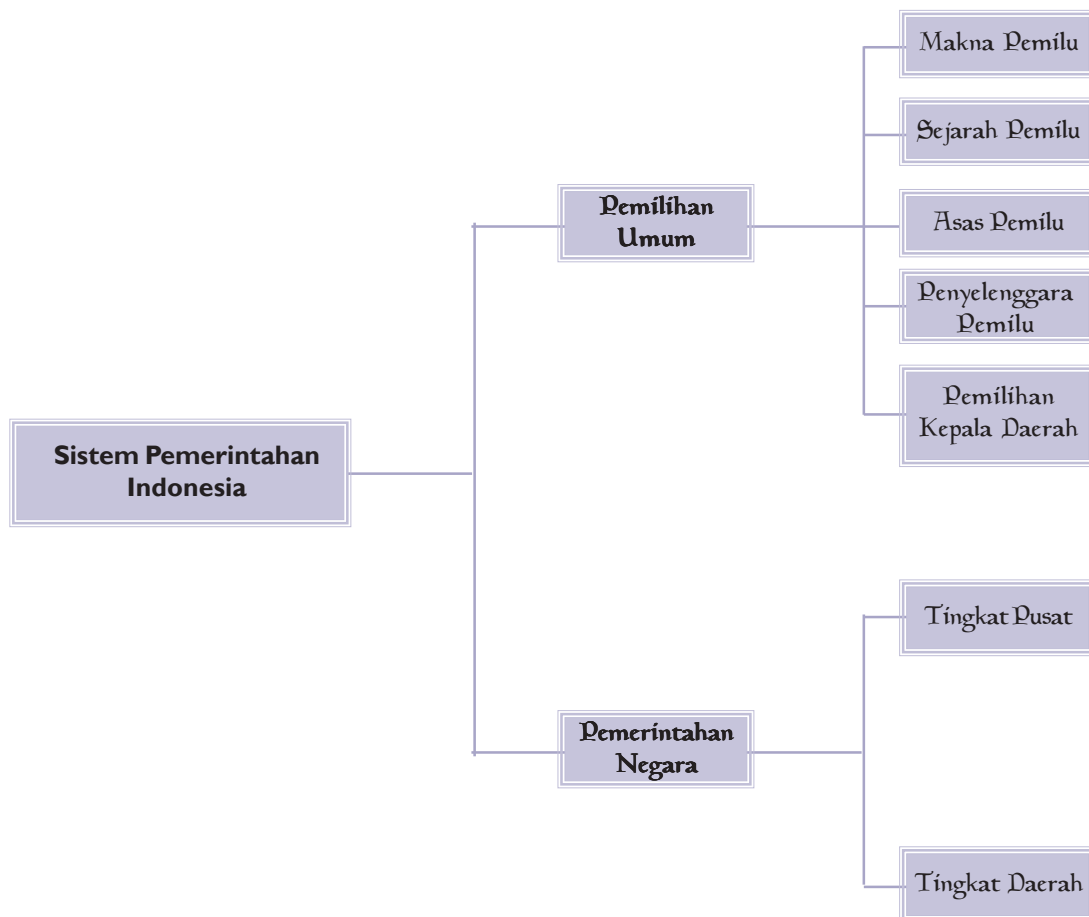 Makna Pemilu
Sejarah Pemilu
Pemilihan
Umum
Asas Pemilu
Penyelenggara
Pemilu
Pemilihan
Kepala Daerah
Sistem Pemerintahan
Indonesia
Tingkat Pusat
Pemerintahan
Negara
Tingkat Daerah